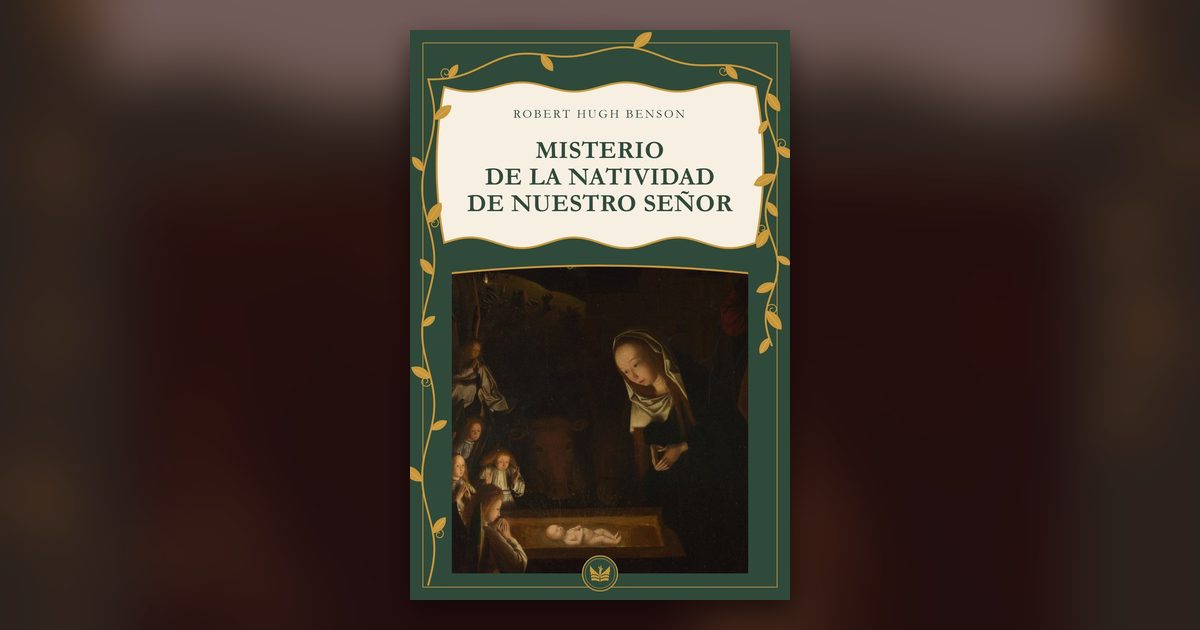 ROBERT HUGH BENSON
MISTERIO
DE LA NATIVIDAD
DE NUESTRO SEÑOR